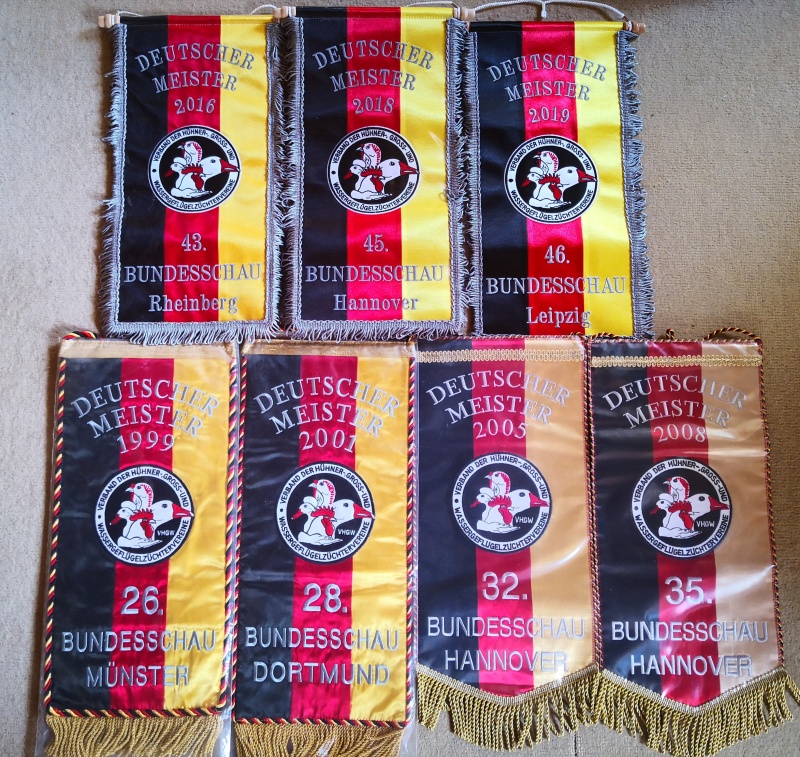 DEUTSCHER
MEISTER
2016
VERBAND DER HÜHNER-, GROSS- UND
WASSERGEFLÜGELZÜCHTERVEREINE
43.
BUNDESSCHAU
Rheinberg
DEUTSCHER
MEISTER
2018
VERBAND DER HÜHNER-, GROSS- UND
WASSERGEFLÜGELZÜCHTERVEREINE
45.
BUNDESSCHAU
Hannover
DEUTSCHER
MEISTER
2019
VERBAND DER HÜHNER-, GROSS- UND
WASSERGEFLÜGELZÜCHTERVEREINE
46.
BUNDESSCHAU
Leipzig
DEUTSCHER
MEISTER
1999
VERBAND DER HÜHNER-, GROSS- UND
VHGW
WASSERGEFLÜGELZÜCHTERVEREINE
26.
BUNDESSCHAU
MÜNSTER
DEUTSCHER
MEISTER
2001
VERBAND DER HÜHNER-, GROSS- UND
VHGW
WASSERGEFLÜGELZÜCHTERVEREINE
28.
BUNDESSCHAU
DORTMUND
DEUTSCHER
MEISTER
2005
VERBAND DER HÜHNER-, GROSS- UND
VHGW
WASSERGEFLÜGELZÜCHTERVEREINE
32.
BUNDESSCHAU
HANNOVER
DEUTSCHER
MEISTER
2008
VERBAND DER HÜHNER-, GROSS- UND
VHGW
WASSERGEFLÜGELZÜCHTERVEREINE
35.
BUNDESSCHAU
HANNOVER